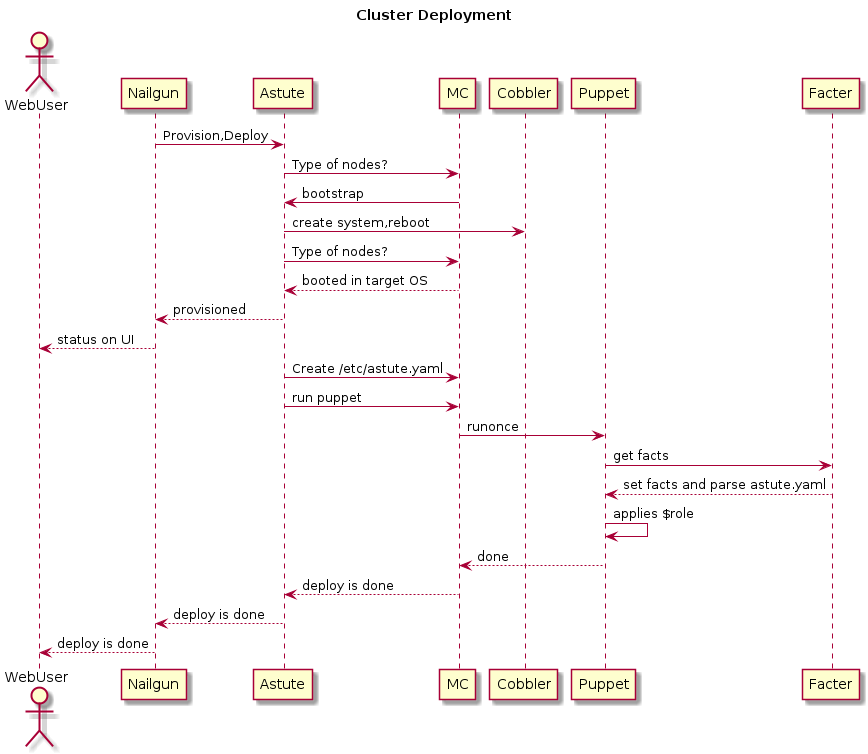 Cluster Deployment
WebUser
Nailgun
Astute
MC
Cobbler
Puppet
Facter
Provision,Deploy
Type of nodes?
bootstrap
create system,reboot
Type of nodes?
booted in target OS
provisioned
status on UI
Create /etc/astute.yaml
run puppet
runonce
get facts
set facts and parse astute.yaml
applies $role
done
deploy is done
deploy is done
deploy is done
WebUser
Nailgun
Astute
MC
Cobbler
Puppet
Facter